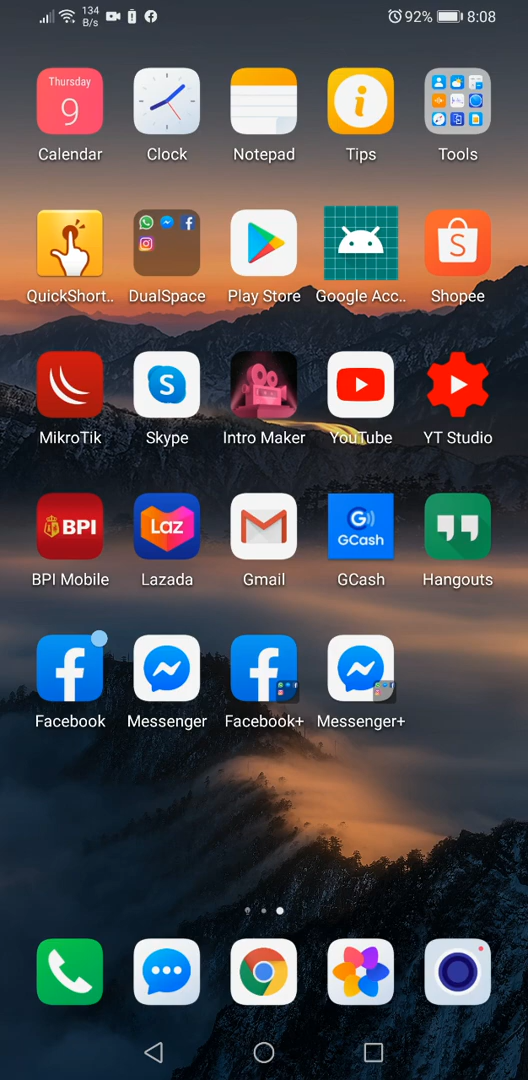 134
B/s
92%
8:08
Thursday
9
Calendar
Clock
Notepad
Tips
Tools
QuickShort..
DualSpace
Play Store
Google Acc..
Shopee
MikroTik
Skype
Intro Maker
YouTube
YT Studio
BPI
Laz
GCash
BPI Mobile
Lazada
Gmail
GCash
Hangouts
Facebook
Messenger
Facebook+
Messenger+